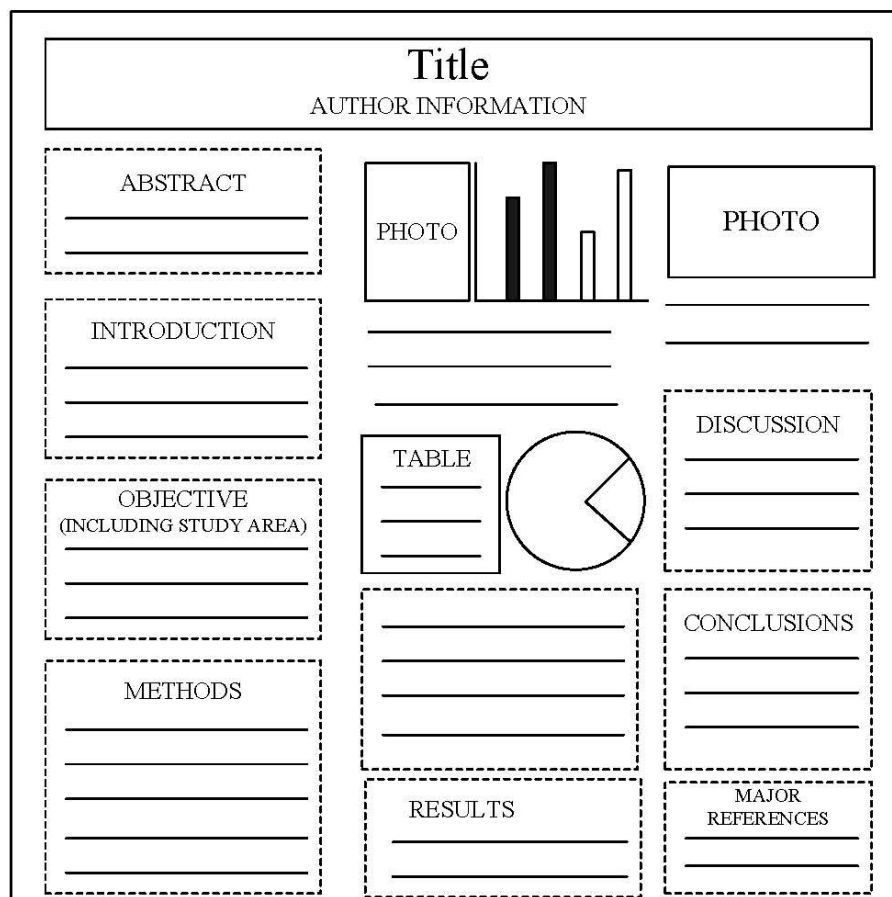 Title
AUTHOR INFORMATION
ABSTRACT
INTRODUCTION
OBJECTIVE
(INCLUDING STUDY AREA)
METHODS
PHOTO
TABLE
RESULTS
PHOTO
DISCUSSION
CONCLUSIONS
MAJOR
REFERENCES